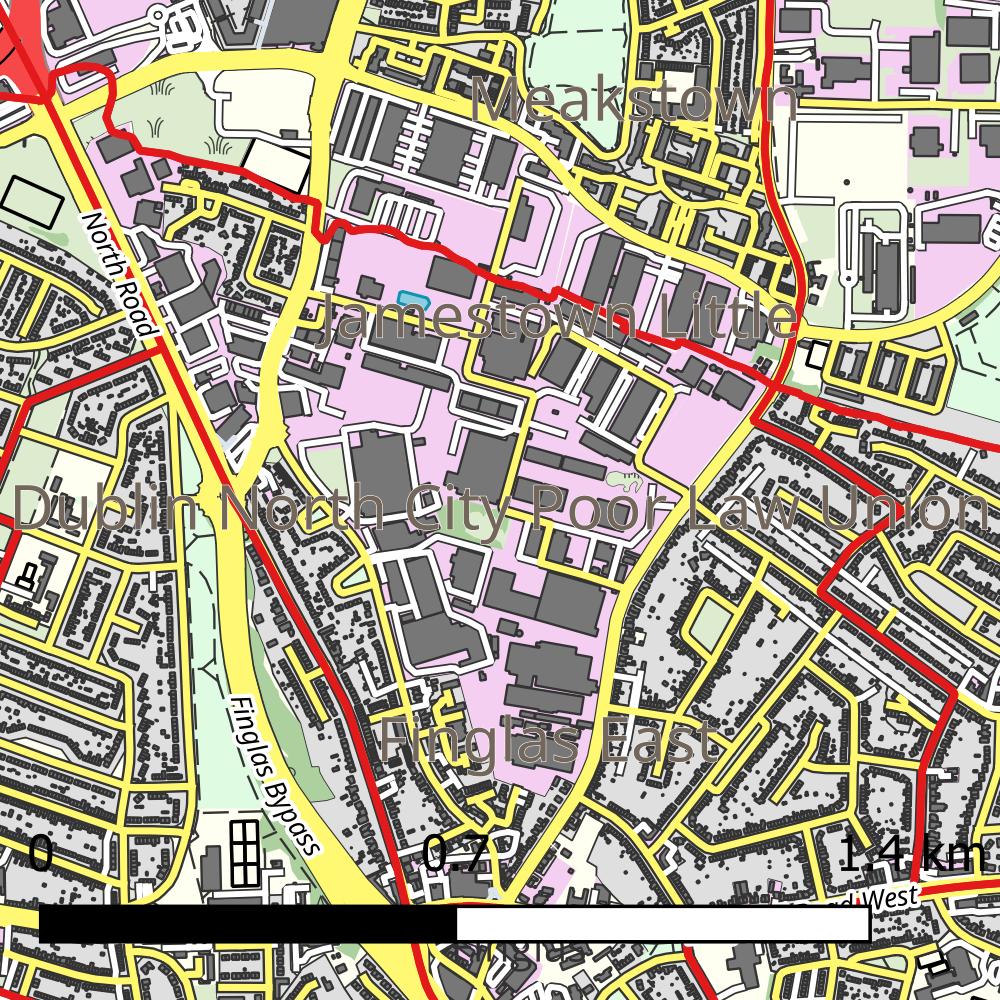 Meakstown
North Road
Jamestown Little
Dublin North City Poor Law Union
Finglas East
Finglas Bypass
0 0.7 1.4 km
West